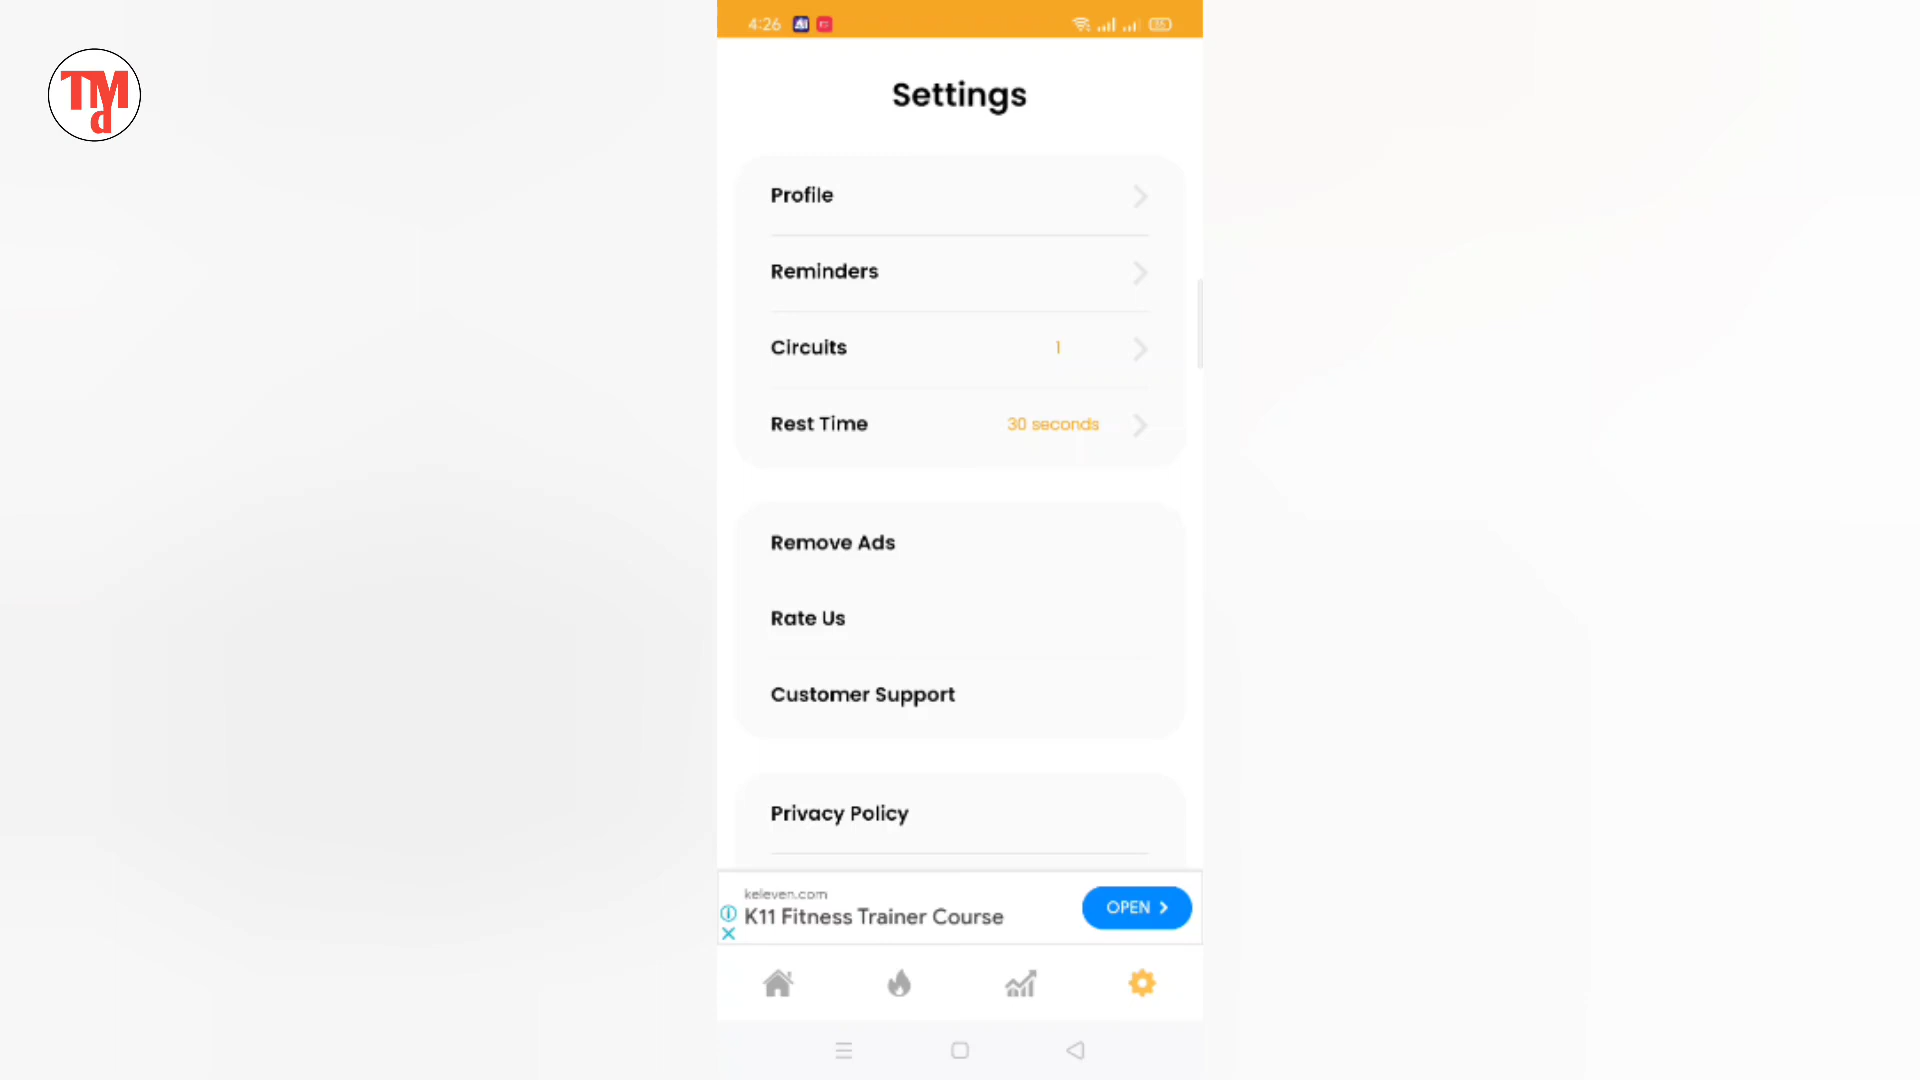 4:26
TMd
Settings
Profile
Reminders
Circuits 1
Rest Time 30 seconds
Remove Ads
Rate Us
Customer Support
Privacy Policy
keleven.com
K11 Fitness Trainer Course
OPEN